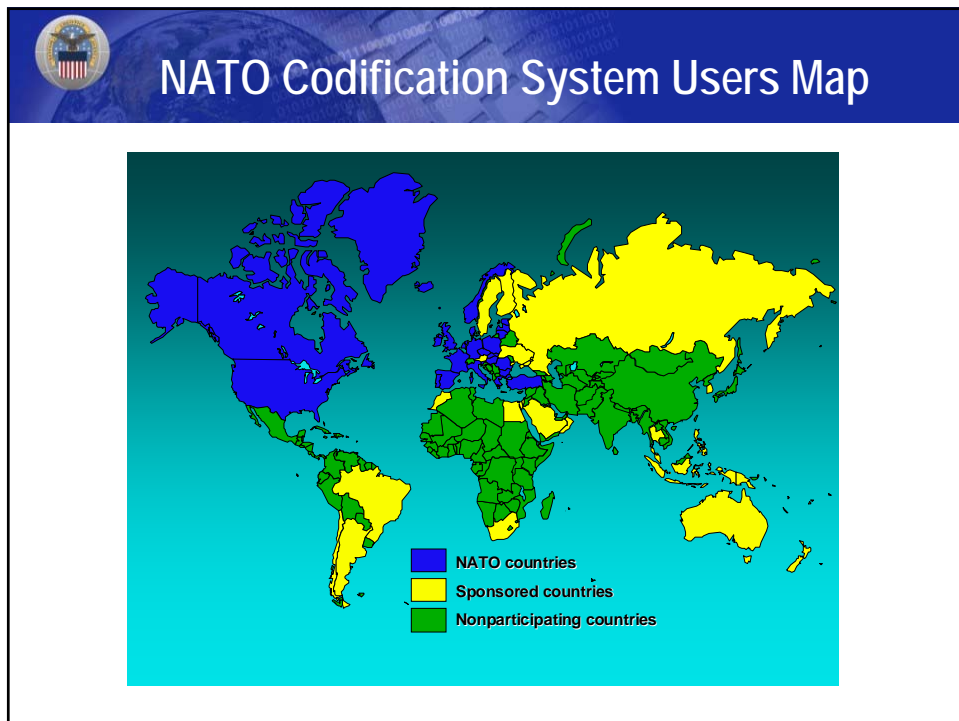 NATO Codification System Users Map
NATO countries
Sponsored countries
Nonparticipating countries